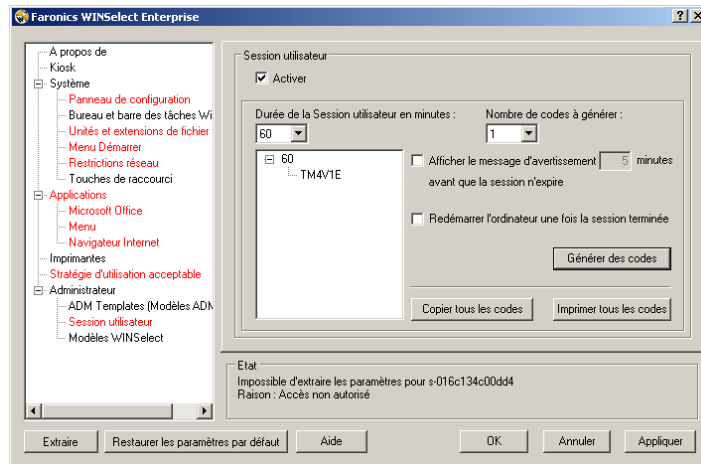 Faronics WINSelect Enterprise
A propos de
Kiosk
Système
Panneau de configuration
Bureau et barre des tâches Wi
Unités et extensions de fichier
Menu Démarrer
Restrictions réseau
Touches de raccourci
Applications
Microsoft Office
Menu
Navigateur Internet
Imprimantes
Stratégie d'utilisation acceptable
Administrateur
ADM Templates (Modèles ADM
Session utilisateur
Modèles WINSelect
Session utilisateur
Activer
Durée de la Session utilisateur en minutes :
60
Nombre de codes à générer :
1
60
TM4V1E
Afficher le message d'avertissement 5 minutes
avant que la session n'expire
Redémarrer l'ordinateur une fois la session terminée
Générer des codes
Copier tous les codes
Imprimer tous les codes
Etat
Impossible d'extraire les paramètres pour s-016c134c00dd4
Raison : Accès non autorisé
Extraire
Restaurer les paramètres par défaut
Aide
OK
Annuler
Appliquer